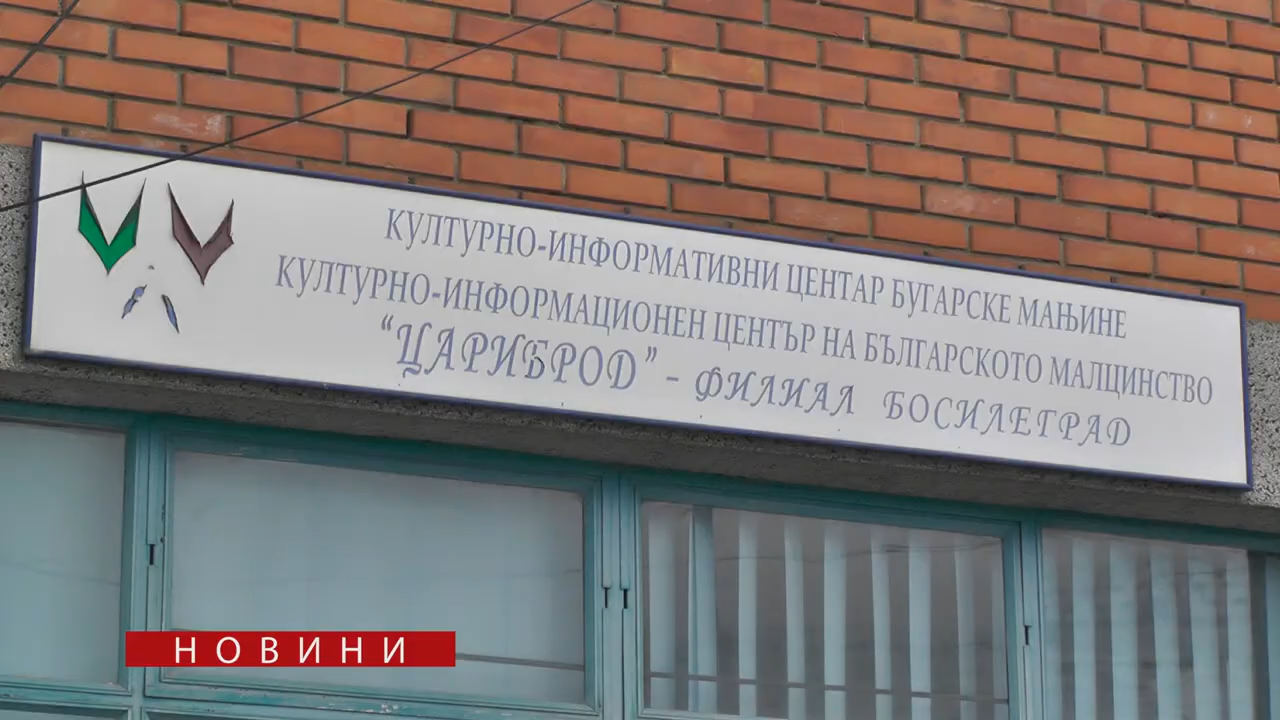 КУЛТУРНО-ИНФОРМАТИВНИ ЦЕНТАР БУГАРСКЕ МАЊИНЕ
КУЛТУРНО-ИНФОРМАЦИОНЕН ЦЕНТЪР НА БЪЛГАРСКОТО МАЛЦИНСТВО
“ЦАРИБРОД” - ФИЛИАЛ БОСИЛЕГРАД
НОВИНИ